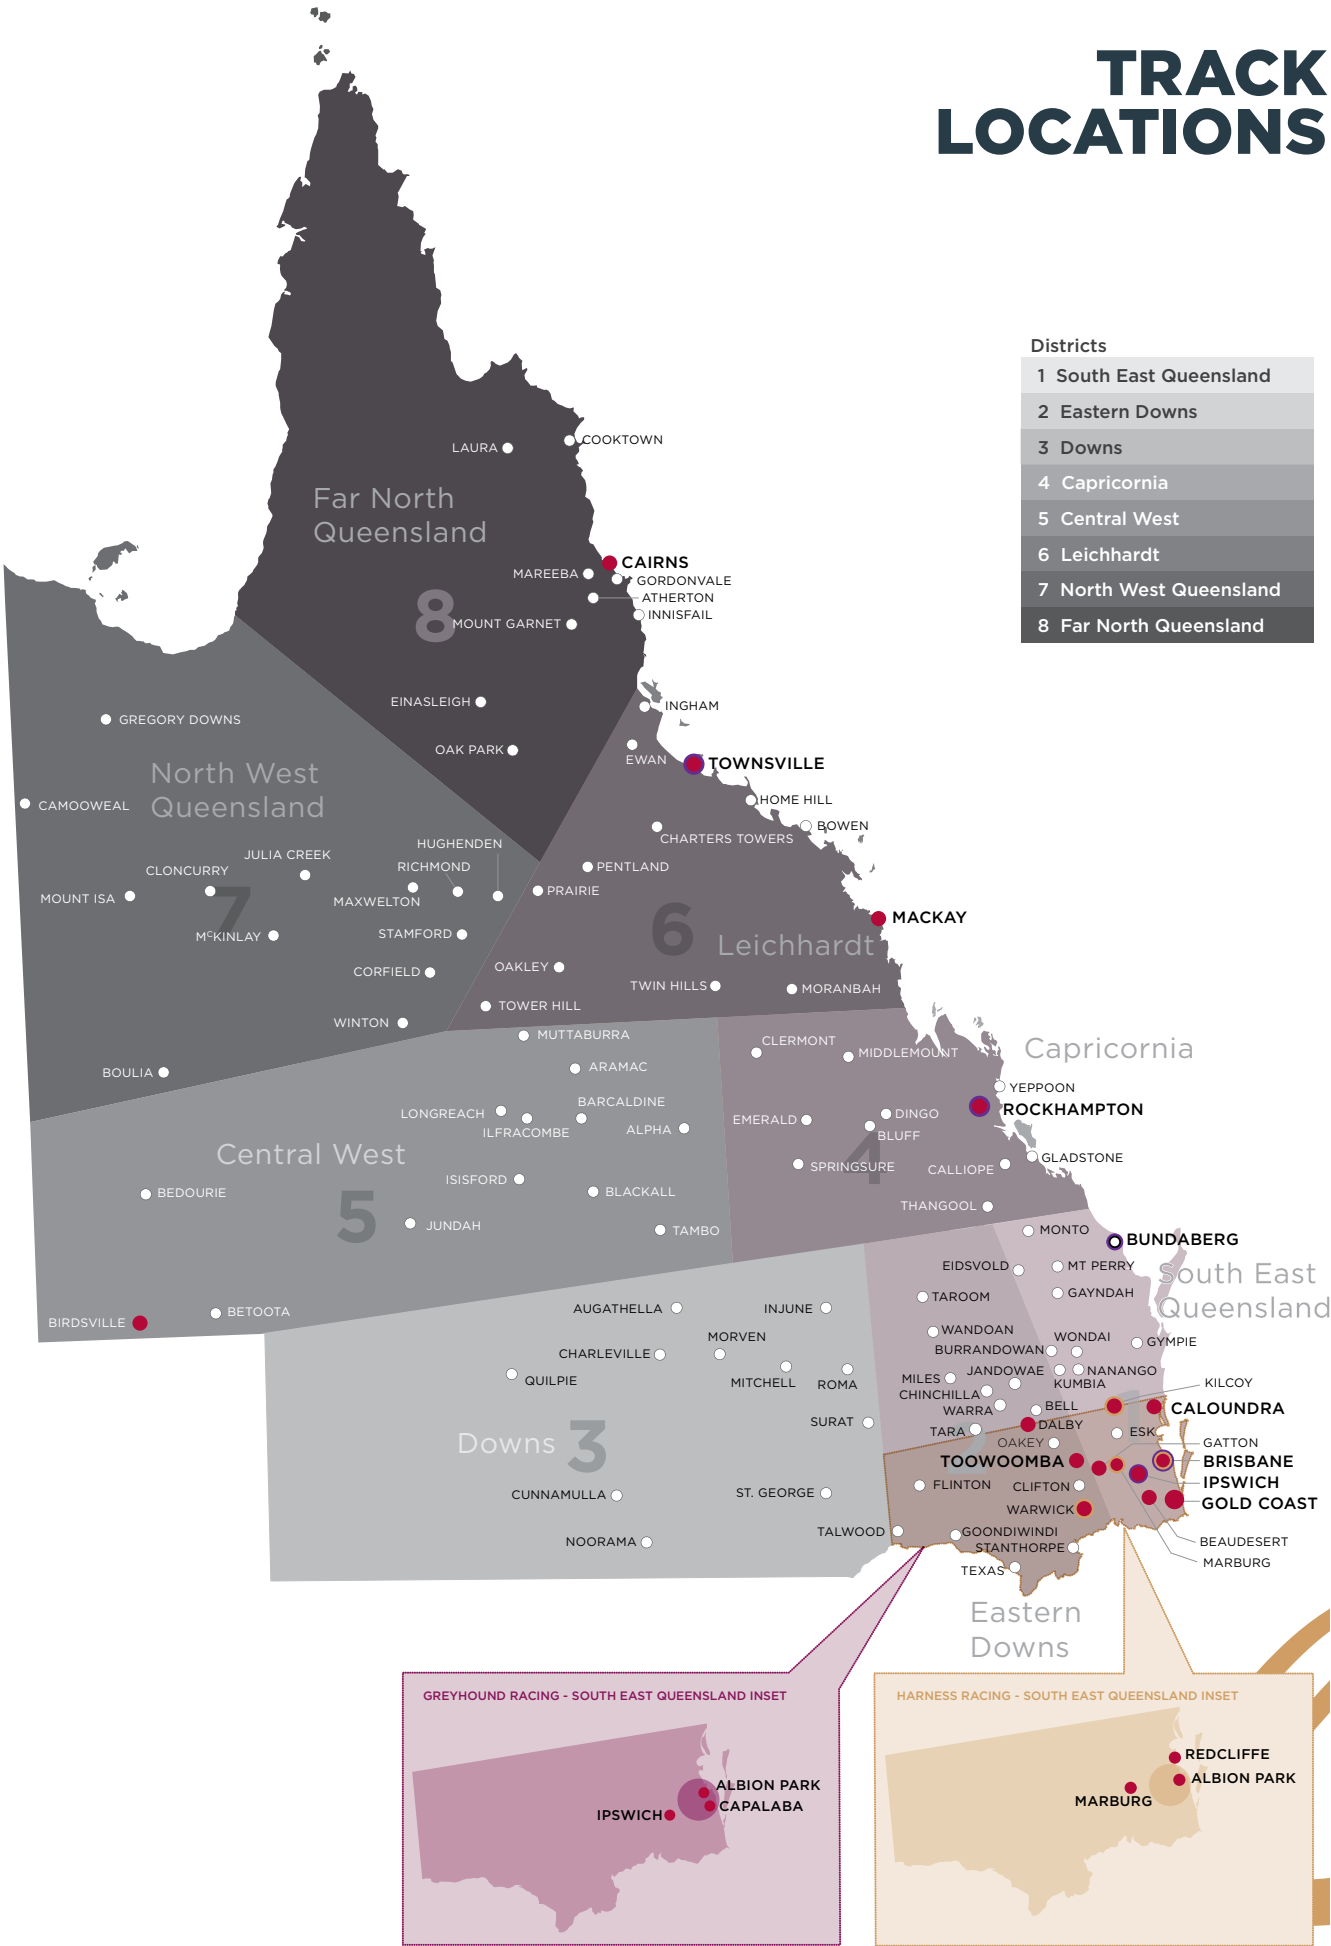 TRACK
LOCATIONS
Districts
1 South East Queensland
2 Eastern Downs
3 Downs
4 Capricornia
5 Central West
6 Leichhardt
7 North West Queensland
8 Far North Queensland
LAURA
COOKTOWN
Far North
Queensland
8
CAIRNS
MAREEBA
GORDONVALE
ATHERTON
INNISFAIL
MOUNT GARNET
EINASLEIGH
OAK PARK
GREGORY DOWNS
North West
Queensland
7
CAMOOWEAL
HUGHENDEN
JULIA CREEK
RICHMOND
CLONCURRY
MOUNT ISA
MAXWELTON
McKINLAY
STAMFORD
CORFIELD
WINTON
BOULIA
INGHAM
EWAN
TOWNSVILLE
HOME HILL
BOWEN
CHARTERS TOWERS
PENTLAND
PRAIRIE
6
Leichhardt
MACKAY
OAKLEY
TWIN HILLS
MORANBAH
TOWER HILL
MUTTABURRA
ARAMAC
BARCALDINE
LONGREACH
ILFRACOMBE
ALPHA
Central West
5
ISISFORD
BLACKALL
BEDOURIE
JUNDAH
TAMBO
BIRDSVILLE
BETOOTA
CLERMONT
MIDDLEMOUNT
Capricornia
4
YEPPOON
ROCKHAMPTON
EMERALD
DINGO
BLUFF
GLADSTONE
SPRINGSURE
CALLIOPE
THANGOOL
MONTO
BUNDABERG
EIDSVOLD
MT PERRY
South East
Queensland
1
TAROOM
GAYNDAH
WANDOAN
WONDAI
GYMPIE
BURRANDOWAN
JANDOWAE
NANANGO
MILES
KUMBIA
KILCOY
CHINCHILLA
WARRA
BELL
CALOUNDRA
TARA
DALBY
ESK
2
OAKEY
GATTON
TOOWOOMBA
BRISBANE
IPSWICH
FLINTON
CLIFTON
GOLD COAST
WARWICK
TALWOOD
GOONDIWINDI
STANTHORPE
BEAUDESERT
MARBURG
TEXAS
Eastern
Downs
AUGATHELLA
INJUNE
MORVEN
CHARLEVILLE
QUILPIE
MITCHELL
ROMA
SURAT
Downs
3
CUNNAMULLA
ST. GEORGE
NOORAMA
GREYHOUND RACING - SOUTH EAST QUEENSLAND INSET
ALBION PARK
CAPALABA
IPSWICH
HARNESS RACING - SOUTH EAST QUEENSLAND INSET
REDCLIFFE
ALBION PARK
MARBURG